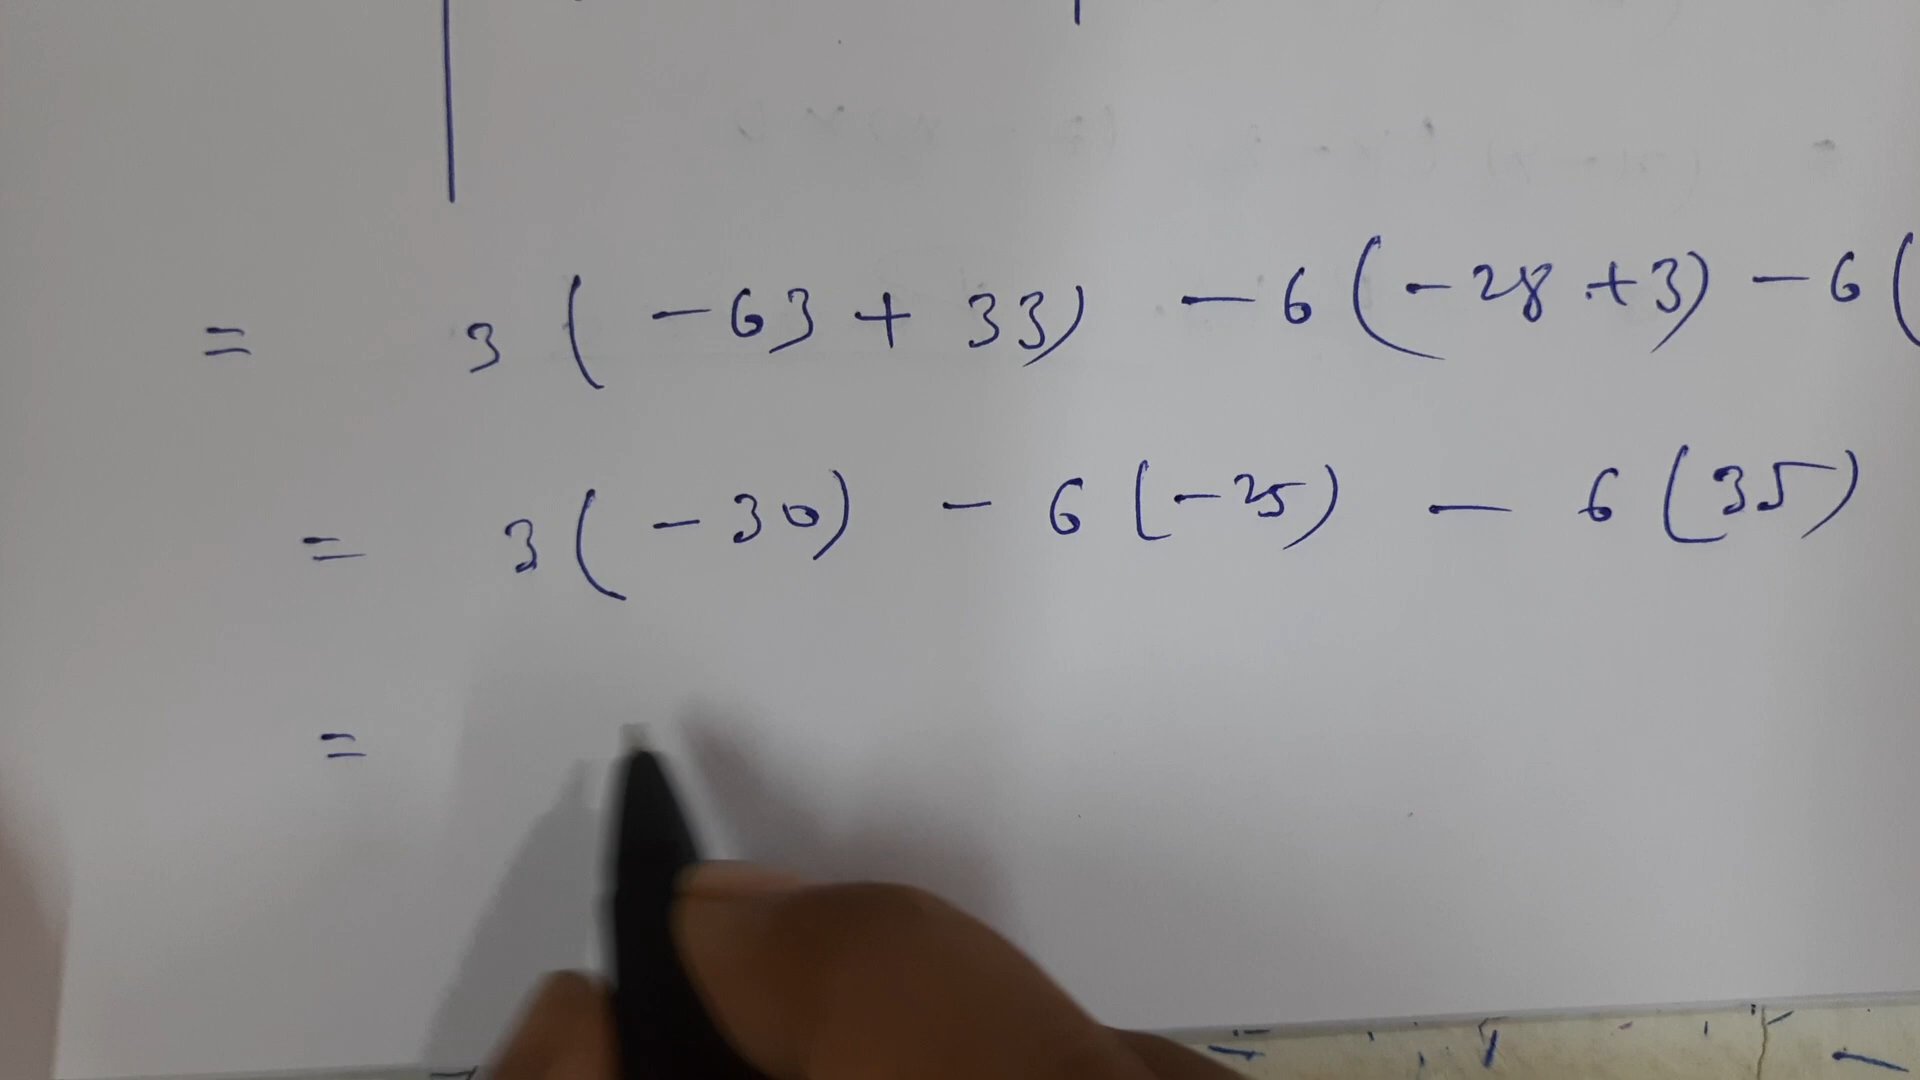 = 3 ( - 63 + 33) - 6 ( - 28 + 3) - 6 (
= 3 ( - 30) - 6 ( - 25) - 6 ( 35)
=